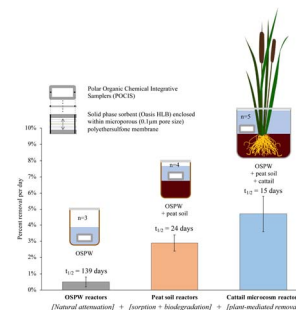 Polar Organic Chemical Integrative
Samplers (POCIS)
Solid phase sorbent (Oasis HLB) enclosed
within microporous (0.1µm pore size)
polyethersulfone membrane
n=5
OSPW
+ peat soil
+ cattail
t1/2 = 15 days
n=4
OSPW
+ peat soil
t1/2 = 24 days
n=3
OSPW
t1/2 = 139 days
Percent removal per day
10%
9%
8%
7%
6%
5%
4%
3%
2%
1%
0%
OSPW reactors
Peat soil reactors
Cattail microcosm reactors
[Natural attenuation] + [sorption + biodegradation] + [plant-mediated removal]